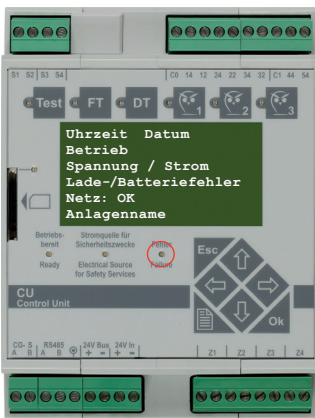 S1 S2 S3 S4 C0 14 12 24 22 34 32 C1 44 54
Test FT DT 1 2 3
Uhrzeit Datum
Betrieb
Spannung / Strom
Lade-/Batteriefehler
Netz: OK
Anlagenname
Betriebs-
bereit
Ready
Stromquelle für
Sicherheitszwecke
Electrical Source
for Safety Services
Fehler
Failure
Esc
Ok
CU
Control Unit
CG- S RS485 24V Bus 24V In
A B A B + - + -
Z1 Z2 Z3 Z4